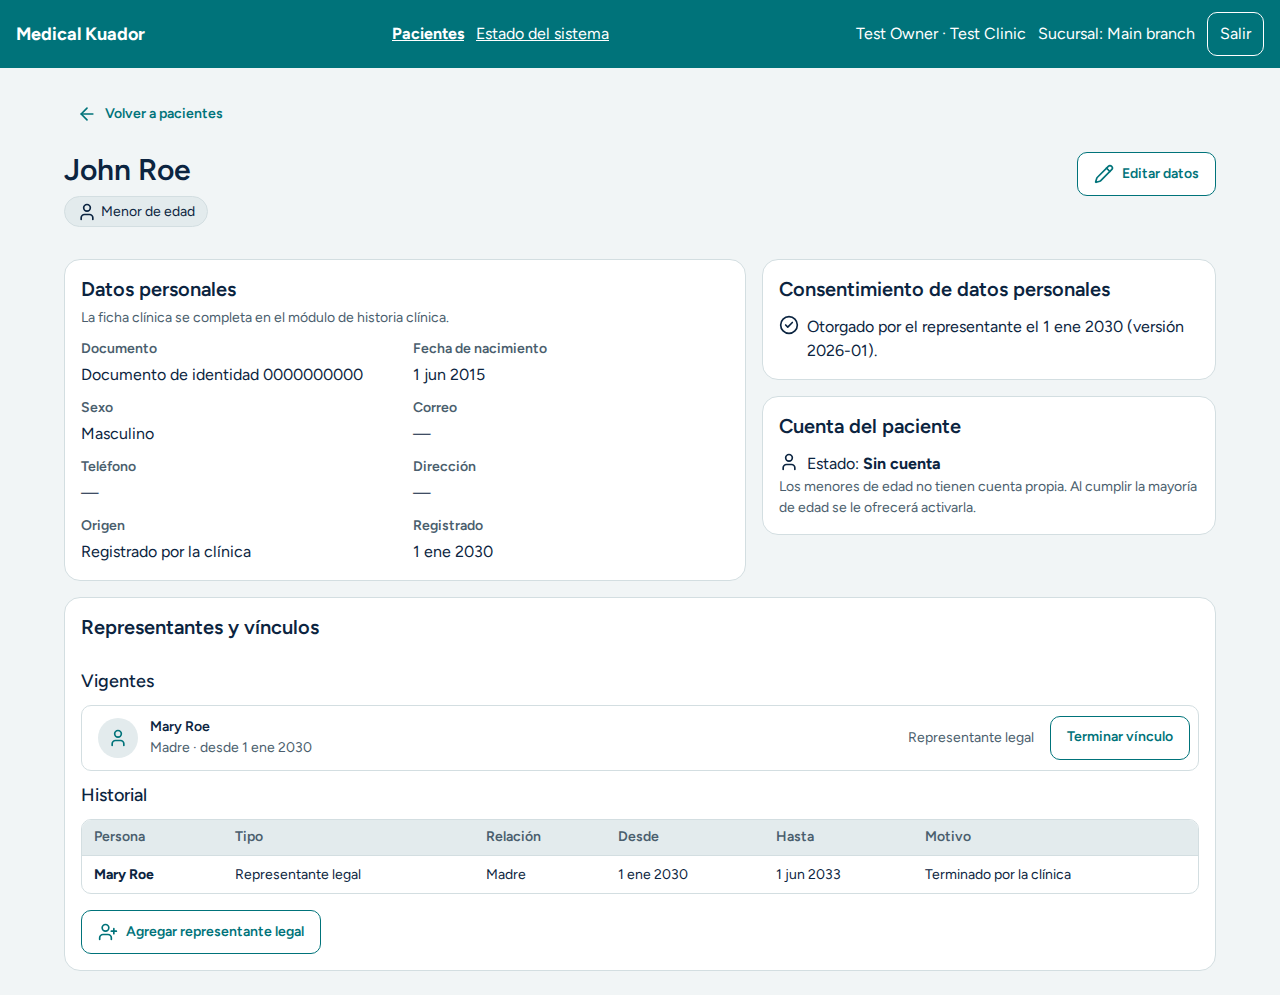 Medical Kuador
Pacientes Estado del sistema
Test Owner · Test Clinic Sucursal: Main branch Salir
Volver a pacientes
John Roe
Editar datos
Menor de edad
Datos personales
La ficha clínica se completa en el módulo de historia clínica.
Documento
Documento de identidad 0000000000
Fecha de nacimiento
1 jun 2015
Sexo
Masculino
Correo
—
Teléfono
—
Dirección
—
Origen
Registrado por la clínica
Registrado
1 ene 2030
Consentimiento de datos personales
Otorgado por el representante el 1 ene 2030 (versión
2026-01).
Cuenta del paciente
Estado: Sin cuenta
Los menores de edad no tienen cuenta propia. Al cumplir la mayoría
de edad se le ofrecerá activarla.
Representantes y vínculos
Vigentes
Mary Roe
Madre · desde 1 ene 2030
Representante legal
Terminar vínculo
Historial
Persona Tipo Relación Desde Hasta Motivo
Mary Roe Representante legal Madre 1 ene 2030 1 jun 2033 Terminado por la clínica
Agregar representante legal